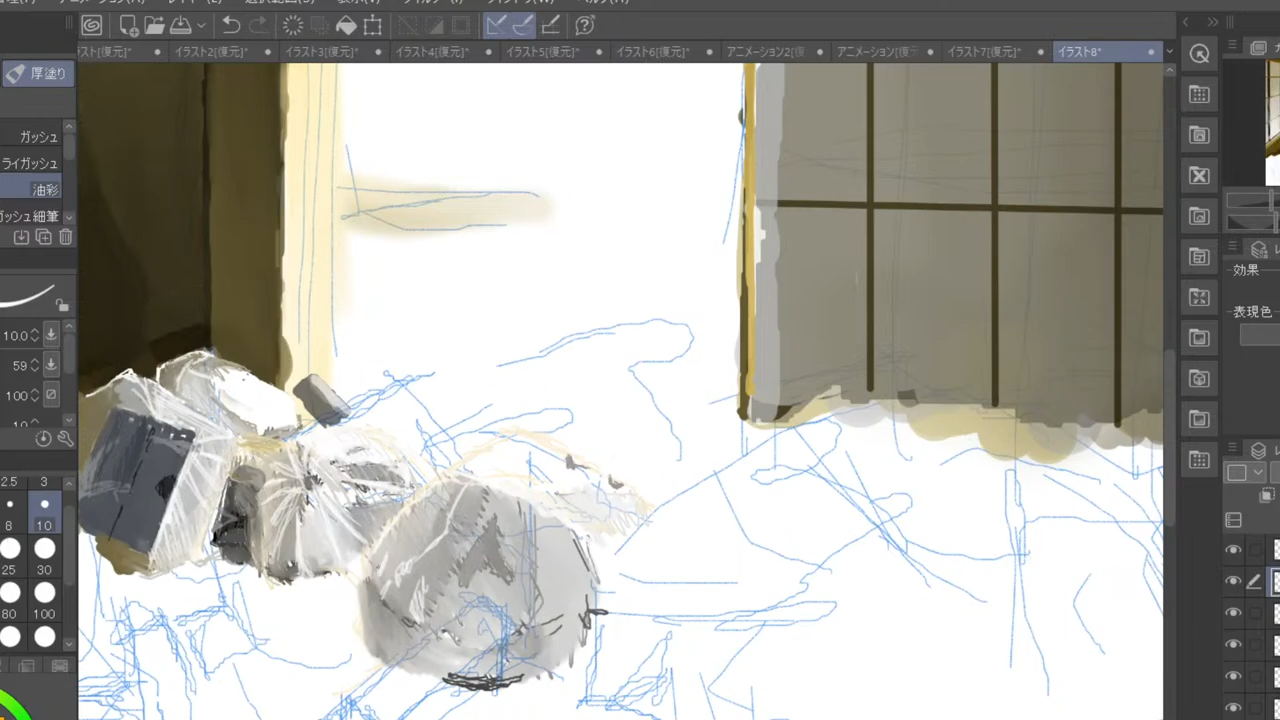 スト[復元]*
イラスト2[復元]*
イラスト3[復元]*
イラスト4[復元]*
イラスト5[復元]*
イラスト6[復元]*
アニメーション2[復
アニメーション[復元
イラスト7[復元]*
イラスト8*
厚塗り
ガッシュ
ライガッシュ
油彩
ガッシュ細筆
10.0
59
100
2.5
3
8
10
25
30
80
100
効果
表現色